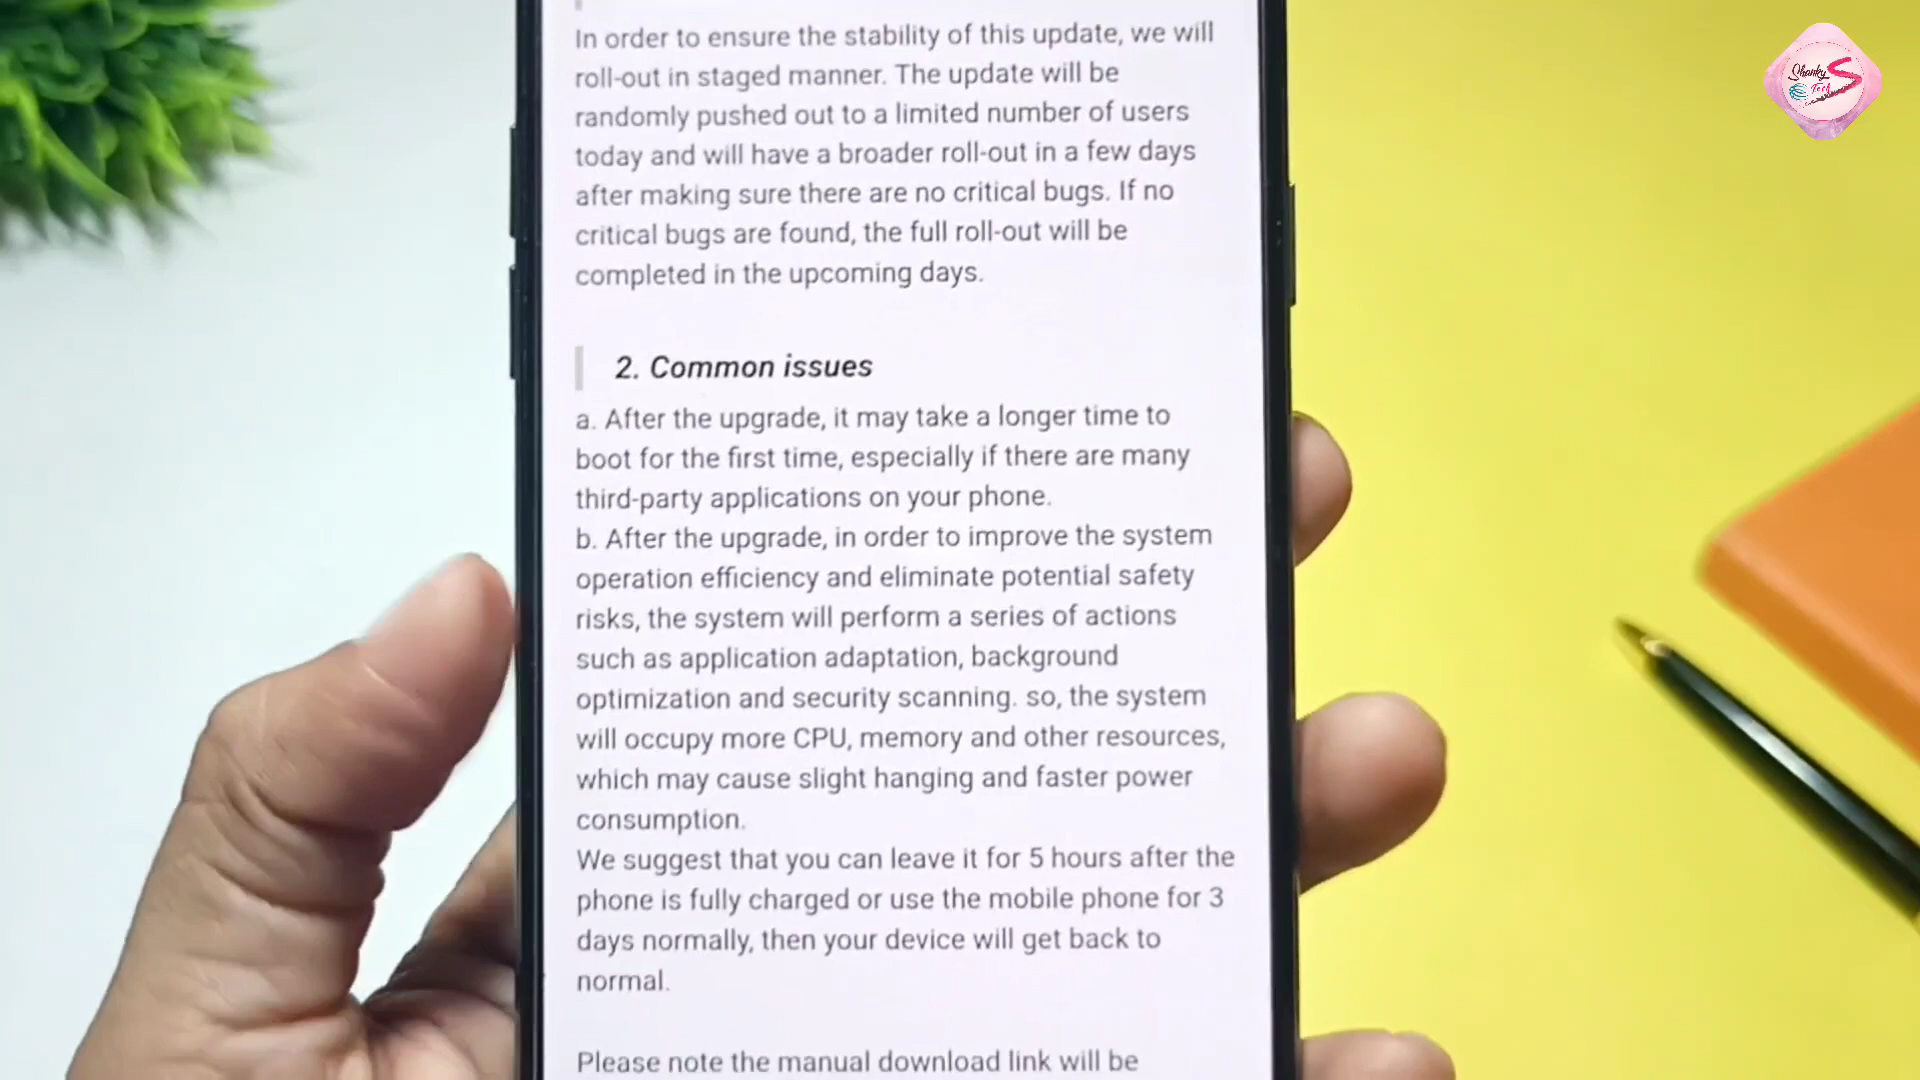 In order to ensure the stability of this update, we will
roll-out in staged manner. The update will be
randomly pushed out to a limited number of users
today and will have a broader roll-out in a few days
after making sure there are no critical bugs. If no
critical bugs are found, the full roll-out will be
completed in the upcoming days.
2. Common issues
a. After the upgrade, it may take a longer time to
boot for the first time, especially if there are many
third-party applications on your phone.
b. After the upgrade, in order to improve the system
operation efficiency and eliminate potential safety
risks, the system will perform a series of actions
such as application adaptation, background
optimization and security scanning. so, the system
will occupy more CPU, memory and other resources,
which may cause slight hanging and faster power
consumption.
We suggest that you can leave it for 5 hours after the
phone is fully charged or use the mobile phone for 3
days normally, then your device will get back to
normal.
Please note the manual download link will be
Shanky S
Tech